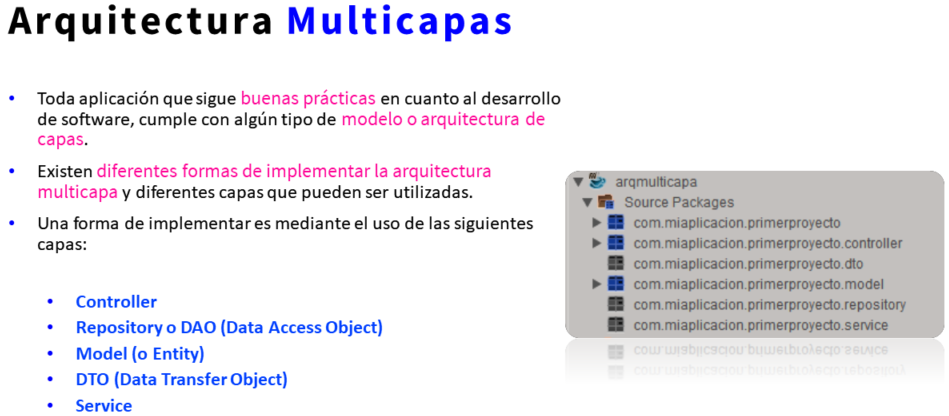 Arquitectura Multicapas
• Toda aplicación que sigue buenas prácticas en cuanto al desarrollo
de software, cumple con algún tipo de modelo o arquitectura de
capas.
• Existen diferentes formas de implementar la arquitectura
multicapa y diferentes capas que pueden ser utilizadas.
• Una forma de implementar es mediante el uso de las siguientes
capas:
• Controller
• Repository o DAO (Data Access Object)
• Model (o Entity)
• DTO (Data Transfer Object)
• Service
arqmulticapa
Source Packages
com.miaplicacion.primerproyecto
com.miaplicacion.primerproyecto.controller
com.miaplicacion.primerproyecto.dto
com.miaplicacion.primerproyecto.model
com.miaplicacion.primerproyecto.repository
com.miaplicacion.primerproyecto.service